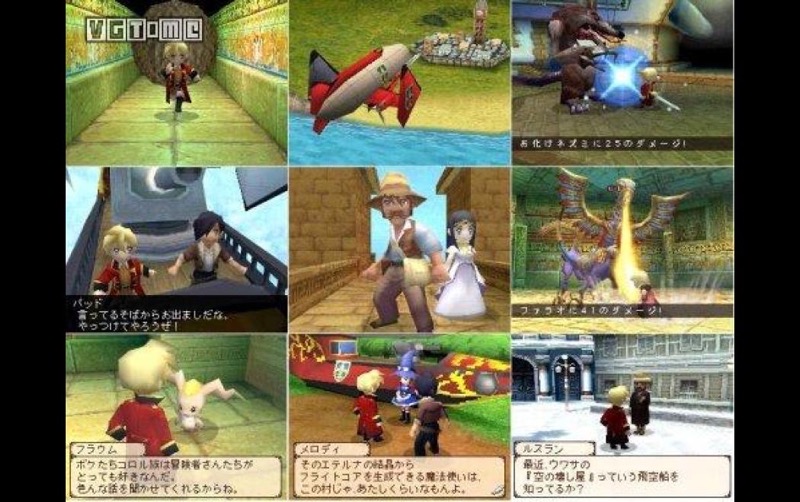 VGTIME
お化けネズミに25のダメージ!
バッド
言ってるそばからお出ましだな、
やっつけてやろうぜ!
ファラオに41のダメージ!
フラウム
ボクたちコロル族は冒険者さんたちが
とっても好きなんだ。
色んな話を聞かせてくれるからね。
メロディ
そのエテルナの結晶から
フライトコアを生成できる魔法使いは、
この村じゃ、あたしくらいなもんよ。
ルスラン
最近、ウワサの
『空の壊し屋』っていう飛空船を
知ってるか?